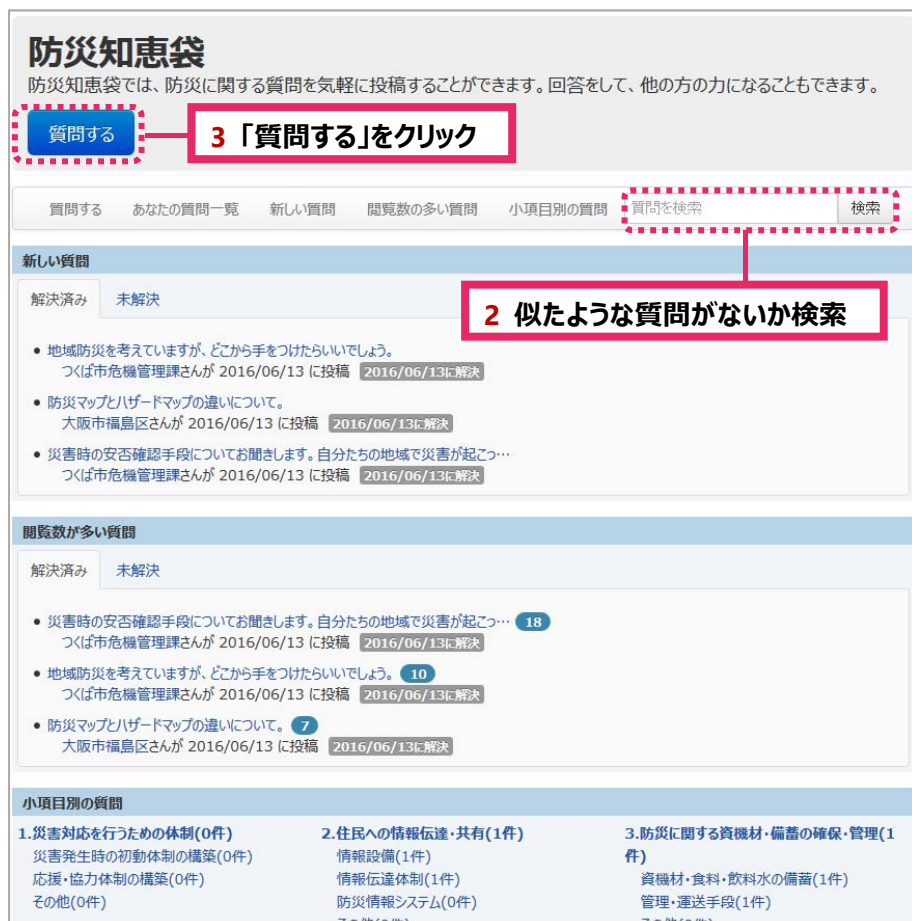 防災知恵袋
防災知恵袋では、防災に関する質問を気軽に投稿することができます。回答をして、他の方の力になることもできます。
質問する
3 「質問する」をクリック
質問する あなたの質問一覧 新しい質問 閲覧数の多い質問 小項目別の質問 質問を検索 検索
新しい質問
解決済み 未解決
2 似たような質問がないか検索
• 地域防災を考えていますが、どこから手をつけたらいいでしょう。
つくば市危機管理課さんが 2016/06/13 に投稿 2016/06/13に解決
• 防災マップとハザードマップの違いについて。
大阪市福島区さんが 2016/06/13 に投稿 2016/06/13に解決
• 災害時の安否確認手段についてお聞きします。自分たちの地域で災害が起こっ…
つくば市危機管理課さんが 2016/06/13 に投稿 2016/06/13に解決
閲覧数が多い質問
解決済み 未解決
• 災害時の安否確認手段についてお聞きします。自分たちの地域で災害が起こっ… 18
つくば市危機管理課さんが 2016/06/13 に投稿 2016/06/13に解決
• 地域防災を考えていますが、どこから手をつけたらいいでしょう。 10
つくば市危機管理課さんが 2016/06/13 に投稿 2016/06/13に解決
• 防災マップとハザードマップの違いについて。 7
大阪市福島区さんが 2016/06/13 に投稿 2016/06/13に解決
小項目別の質問
1.災害対応を行うための体制(0件)
災害発生時の初動体制の構築(0件)
応援・協力体制の構築(0件)
その他(0件)
2.住民への情報伝達・共有(1件)
情報設備(1件)
情報伝達体制(1件)
防災情報システム(0件)
3.防災に関する資機材・備蓄の確保・管理(1
件)
資機材・食料・飲料水の備蓄(1件)
管理・運送手段(1件)